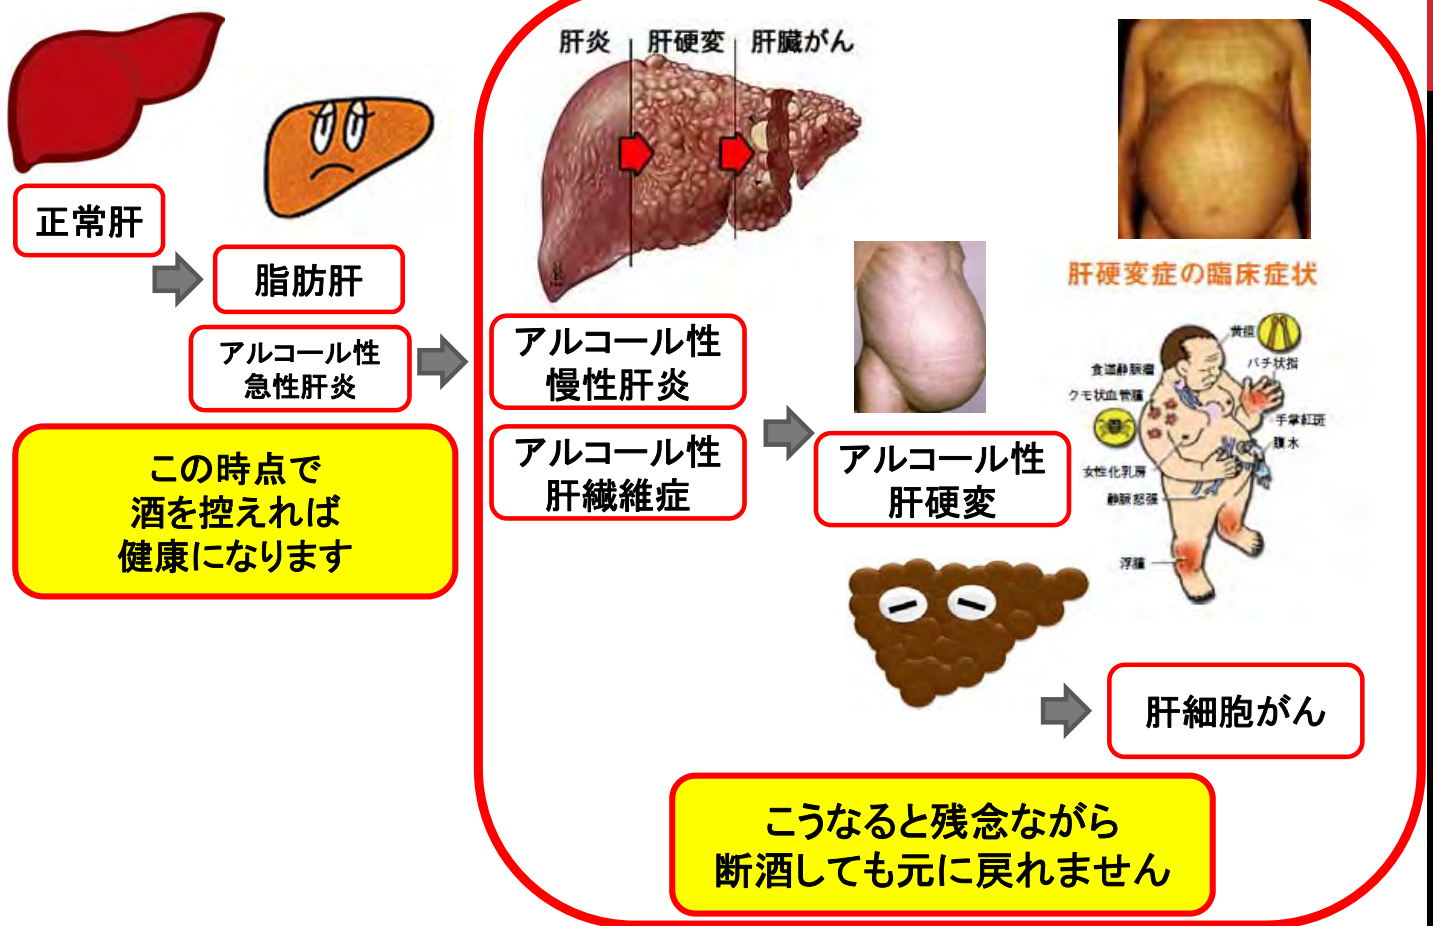 正常肝
脂肪肝
アルコール性
急性肝炎
この時点で
酒を控えれば
健康になります
肝炎
肝硬変
肝臓がん
アルコール性
慢性肝炎
アルコール性
肝繊維症
アルコール性
肝硬変
肝硬変症の臨床症状
黄疸
バチ状指
食道静脈瘤
クモ状血管腫
手掌紅斑
腹水
女性化乳房
静脈怒張
浮腫
肝細胞がん
こうなると残念ながら
断酒しても元に戻れません